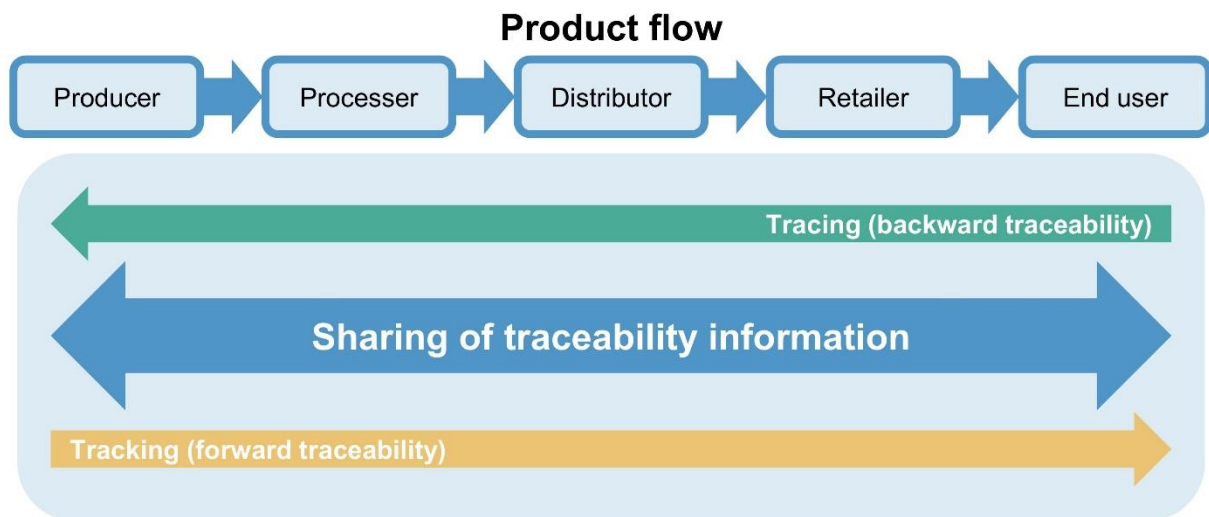 Product flow
Producer
Processer
Distributor
Retailer
End user
Tracing (backward traceability)
Sharing of traceability information
Tracking (forward traceability)